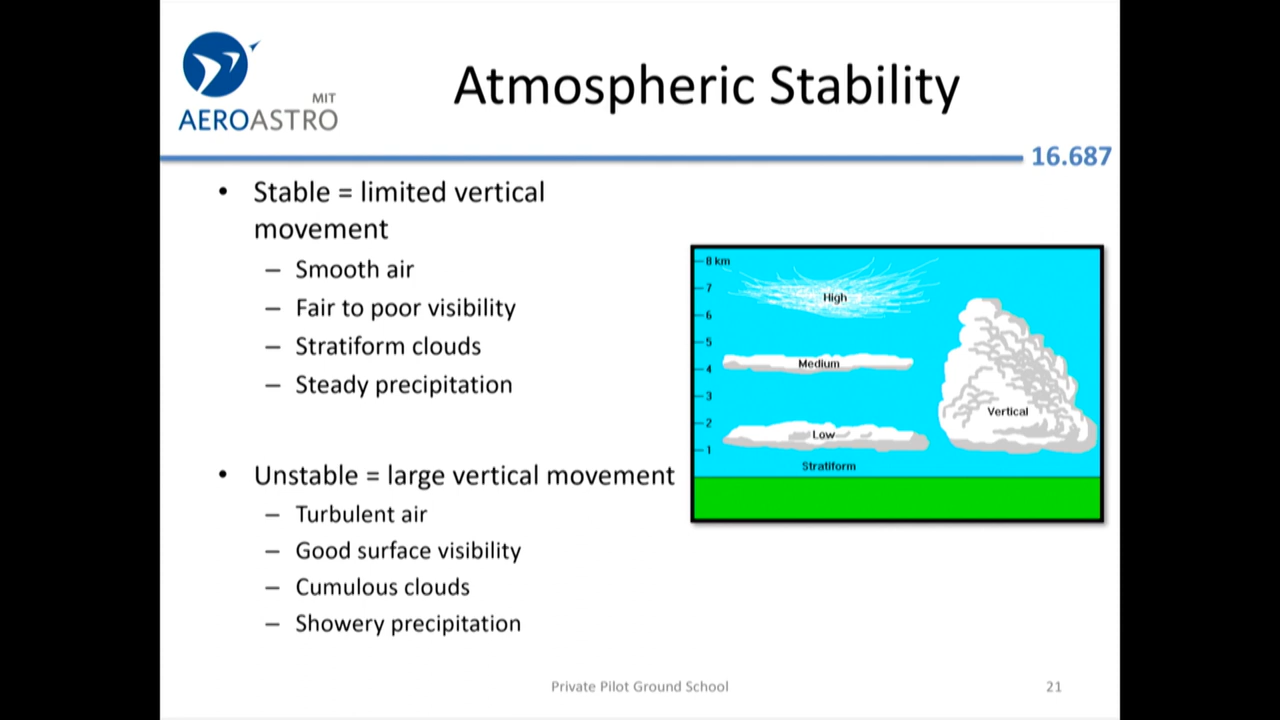 MIT
AEROASTRO
Atmospheric Stability
16.687
• Stable = limited vertical
movement
– Smooth air
– Fair to poor visibility
– Stratiform clouds
– Steady precipitation
• Unstable = large vertical movement
– Turbulent air
– Good surface visibility
– Cumulous clouds
– Showery precipitation
8 km
7
6
5
4
3
2
1
High
Medium
Low
Stratiform
Vertical
Private Pilot Ground School
21